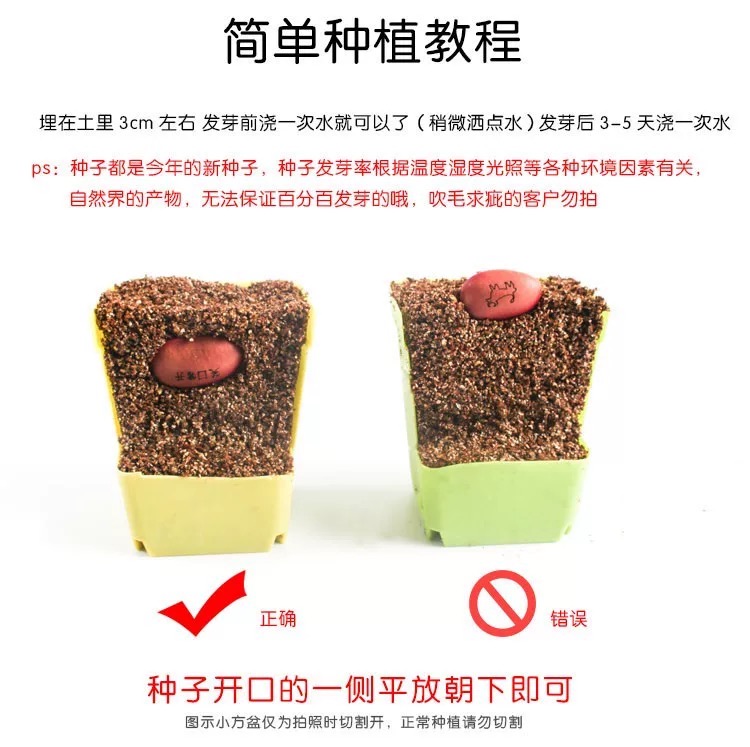 简单种植教程
埋在土里 3cm 左右 发芽前浇一次水就可以了（稍微洒点水）发芽后 3-5 天浇一次水
ps：种子都是今年的新种子，种子发芽率根据温度湿度光照等各种环境因素有关，
自然界的产物，无法保证百分百发芽的哦，吹毛求疵的客户勿拍
笑口常开
正确
错误
种子开口的一侧平放朝下即可
图示小方盆仅为拍照时切割开，正常种植请勿切割